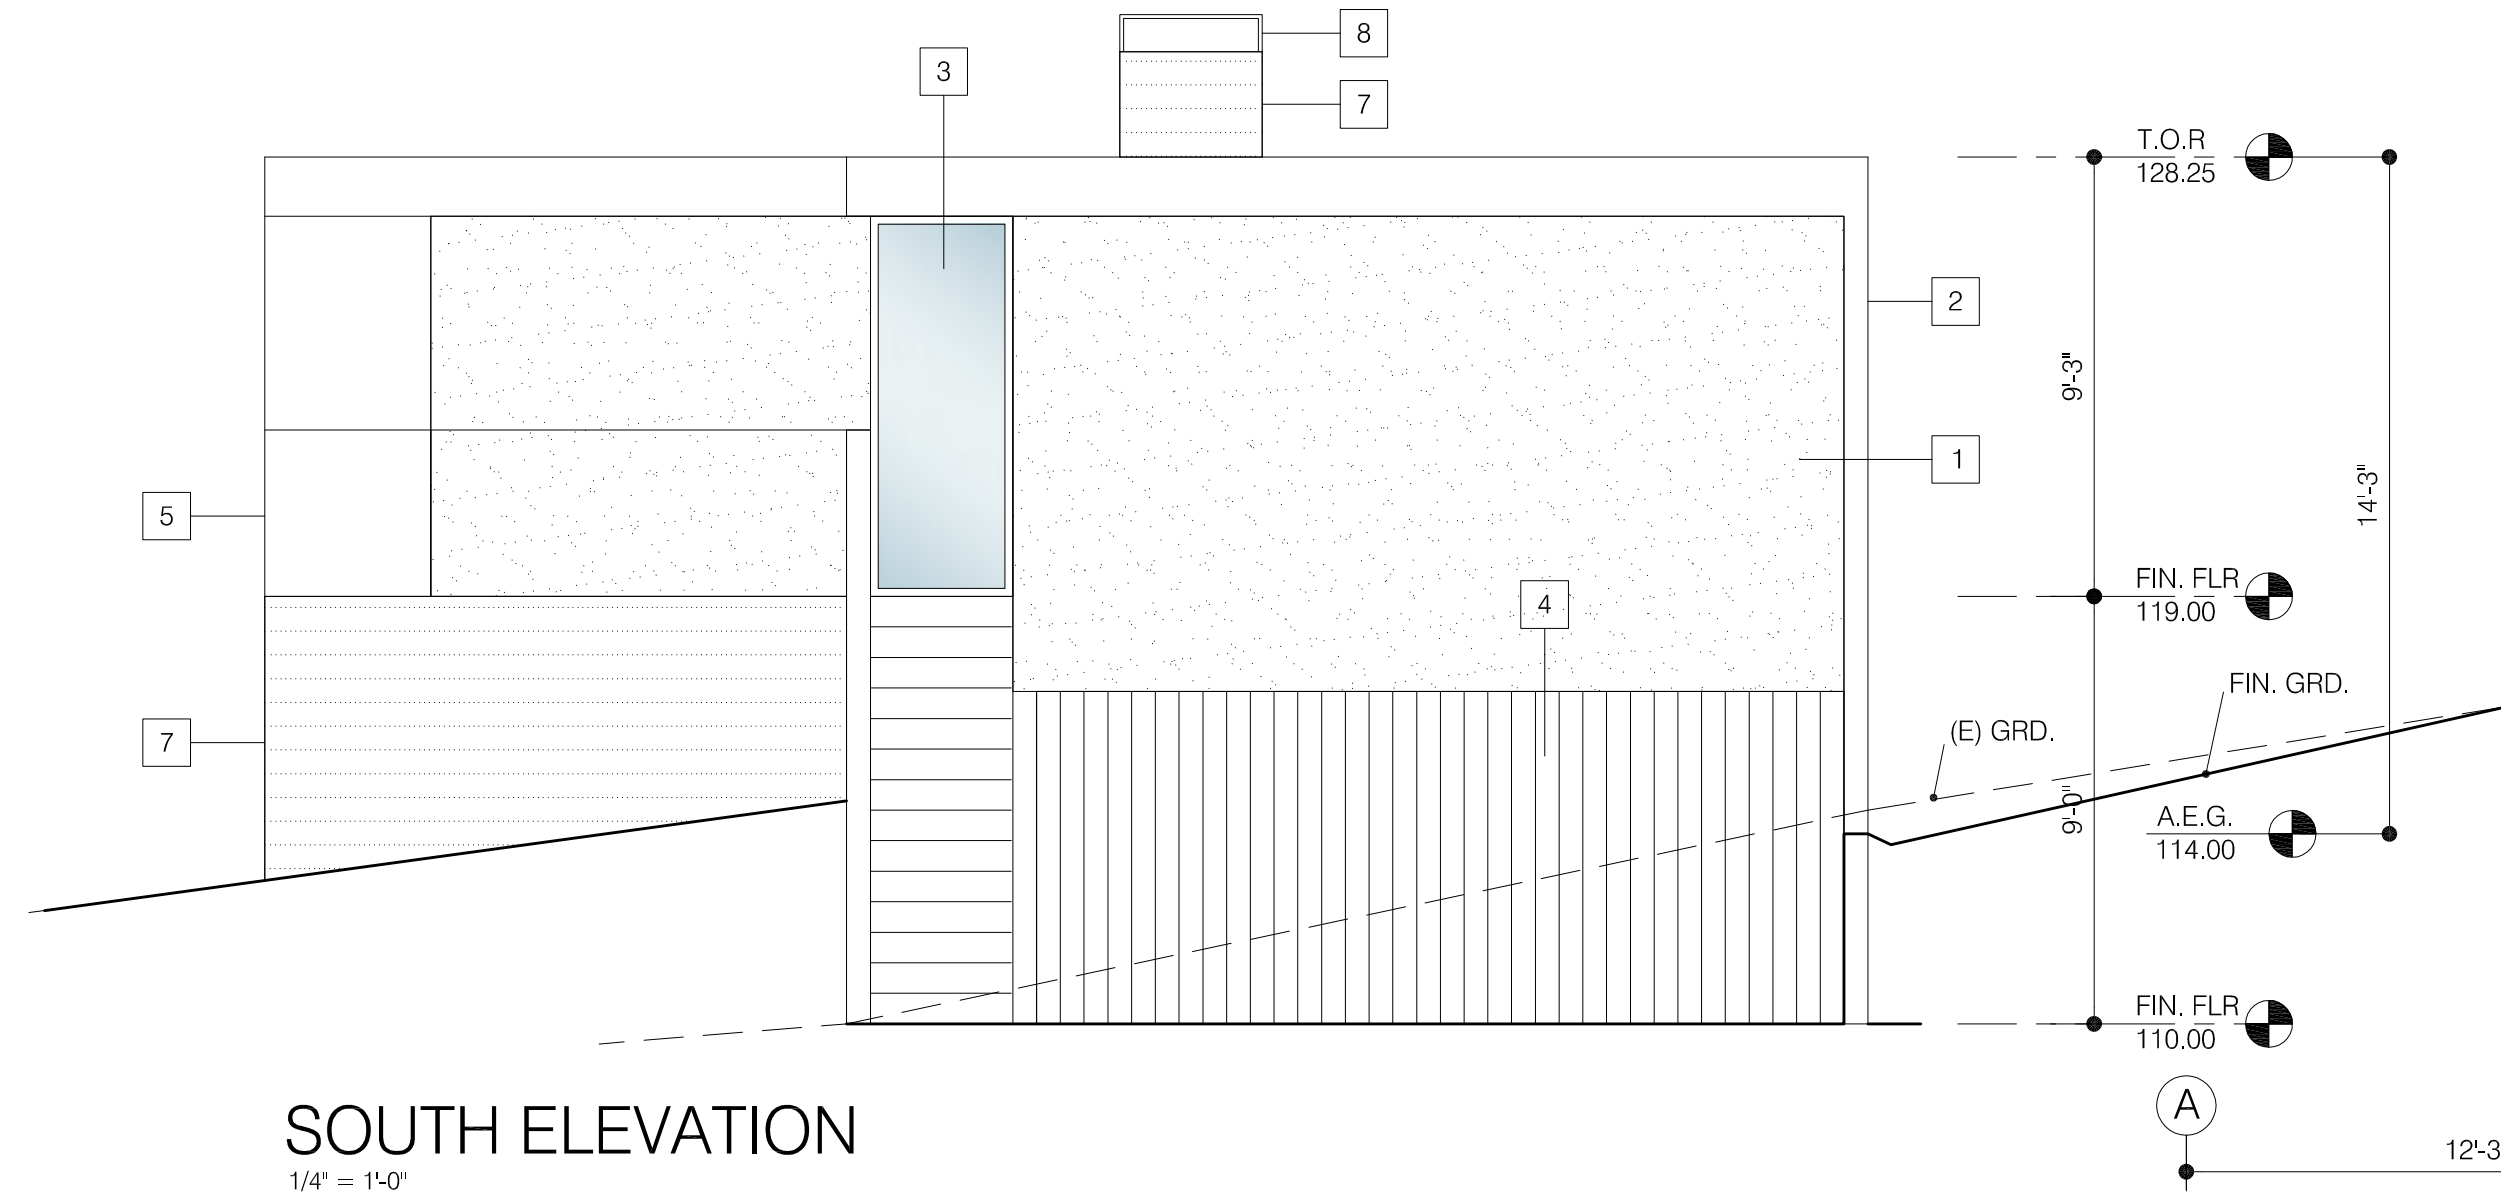 8
3
7
T.O.R
128.25
2
9'-3"
1
14'-3"
5
FIN. FLR
119.00
4
FIN. GRD.
(E) GRD.
7
9'-0"
A.E.G.
114.00
FIN. FLR
110.00
A
12'-3
SOUTH ELEVATION
1/4" = 1'-0"